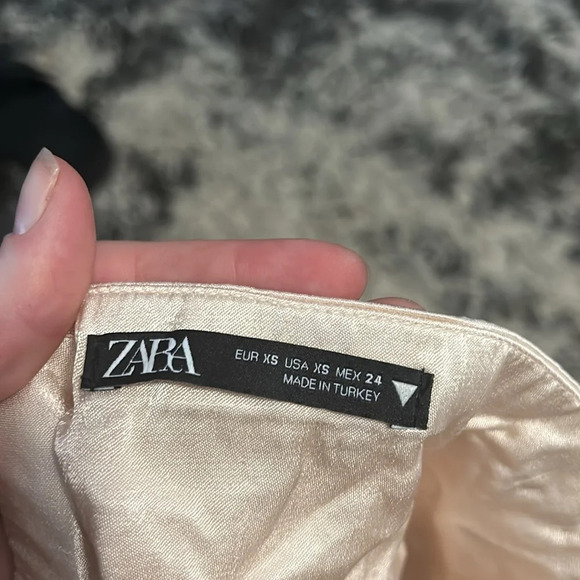 ZARA
EUR XS USA XS MEX 24
MADE IN TURKEY